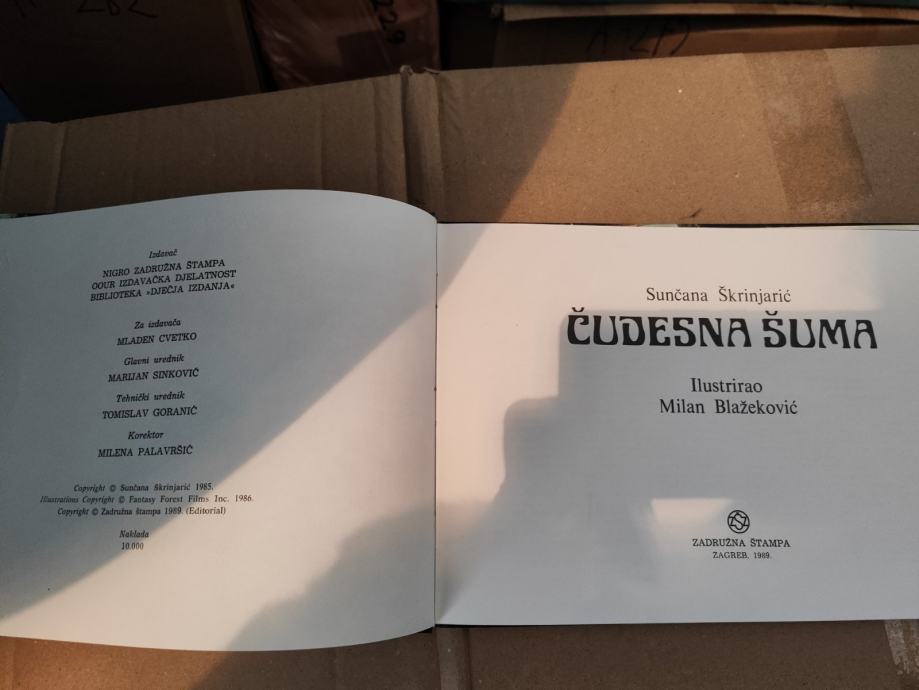 Izdavač
NIGRO ZADRUŽNA ŠTAMPA
OOUR IZDAVAČKA DJELATNOST
BIBLIOTEKA »DJEČJA IZDANJA«
Za izdavača
MLADEN CVETKO
Glavni urednik
MARIJAN SINKOVIĆ
Tehnički urednik
TOMISLAV GORANIĆ
Korektor
MILENA PALAVRŠIĆ
Copyright © Sunčana Škrinjarić 1985.
Illustrations Copyright © Fantasy Forest Films Inc. 1986.
Copyright © Zadružna štampa 1989. (Editorial)
Naklada
10.000
Sunčana Škrinjarić
ČUDESNA ŠUMA
Ilustrirao
Milan Blažeković
ZADRUŽNA ŠTAMPA
ZAGREB, 1989.